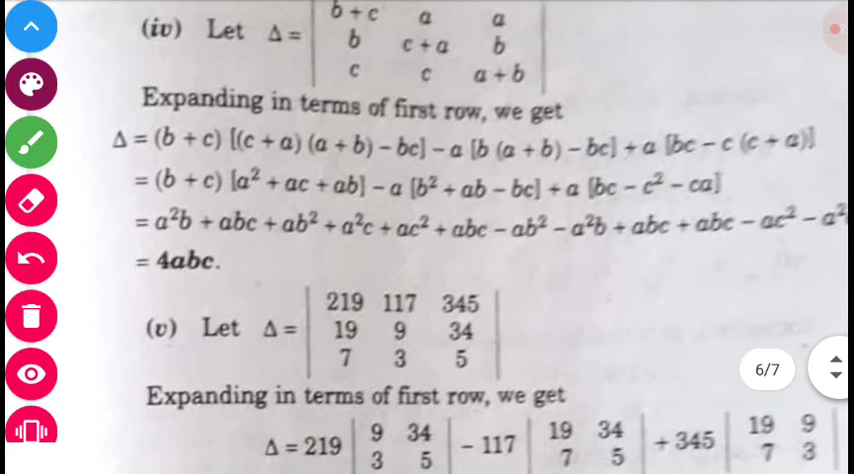 (iv) Let Δ = | b + c a a |
| b c + a b |
| c c a + b |
Expanding in terms of first row, we get
Δ = (b + c) [(c + a) (a + b) – bc] – a [b (a + b) – bc] + a [bc – c (c + a)]
= (b + c) [a² + ac + ab] – a [b² + ab – bc] + a [bc – c² – ca]
= a²b + abc + ab² + a²c + ac² + abc – ab² – a²b + abc + abc – ac² – a²
= 4abc.
(v) Let Δ = | 219 117 345 |
| 19 9 34 |
| 7 3 5 |
6/7
Expanding in terms of first row, we get
Δ = 219 | 9 34 | – 117 | 19 34 | + 345 | 19 9 |
| 3 5 | | 7 5 | | 7 3 |